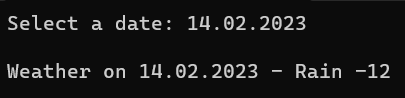 Select a date: 14.02.2023
Weather on 14.02.2023 - Rain -12